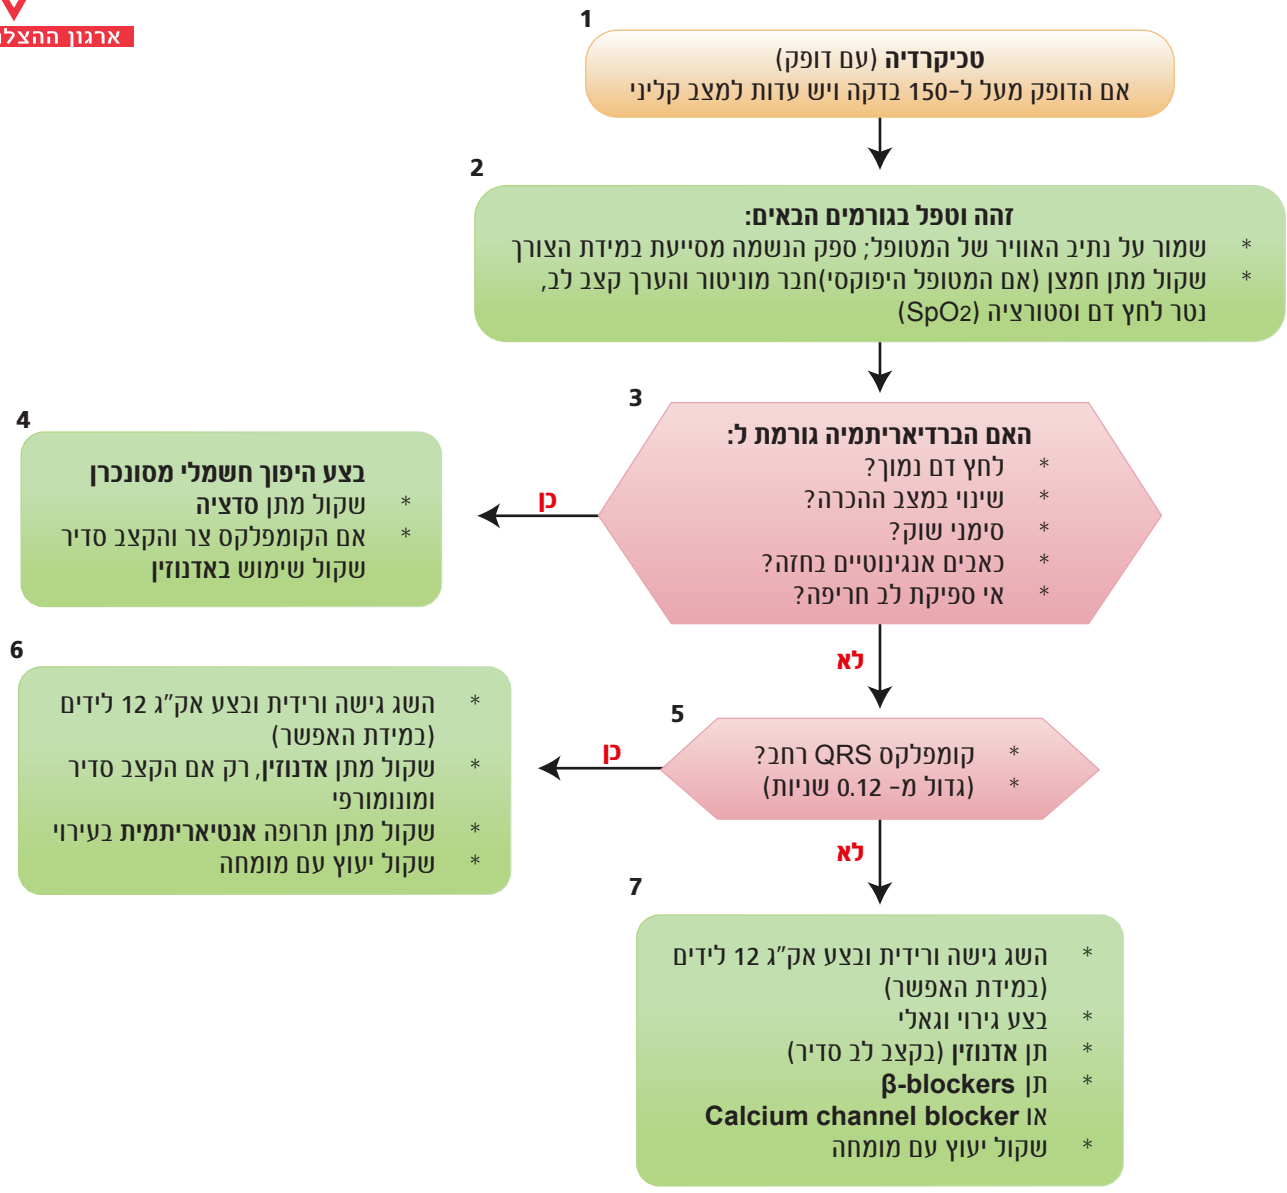 ארגון ההצלה
1
טכיקרדיה (עם דופק)
אם הדופק מעל ל-150 בדקה ויש עדות למצב קליני
2
זהה וטפל בגורמים הבאים:
* שמור על נתיב האוויר של המטופל; ספק הנשמה מסייעת במידת הצורך
* שקול מתן חמצן (אם המטופל היפוקסי)חבר מוניטור והערך קצב לב,
נטר לחץ דם וסטורציה (SpO2)
3
האם הברדיאריתמיה גורמת ל:
* לחץ דם נמוך?
* שינוי במצב ההכרה?
* סימני שוק?
* כאבים אנגינוטיים בחזה?
* אי ספיקת לב חריפה?
כן
4
בצע היפוך חשמלי מסונכרן
* שקול מתן סדציה
* אם הקומפלקס צר והקצב סדיר
שקול שימוש באדנוזין
לא
5
* קומפלקס QRS רחב?
* (גדול מ- 0.12 שניות)
כן
6
* השג גישה ורידית ובצע אק"ג 12 לידים
(במידת האפשר)
* שקול מתן אדנוזין, רק אם הקצב סדיר
ומונומורפי
* שקול מתן תרופה אנטיאריתמית בעירוי
* שקול יעוץ עם מומחה
לא
7
* השג גישה ורידית ובצע אק"ג 12 לידים
(במידת האפשר)
* בצע גירוי וגאלי
* תן אדנוזין (בקצב לב סדיר)
* תן β-blockers
או Calcium channel blocker
* שקול יעוץ עם מומחה